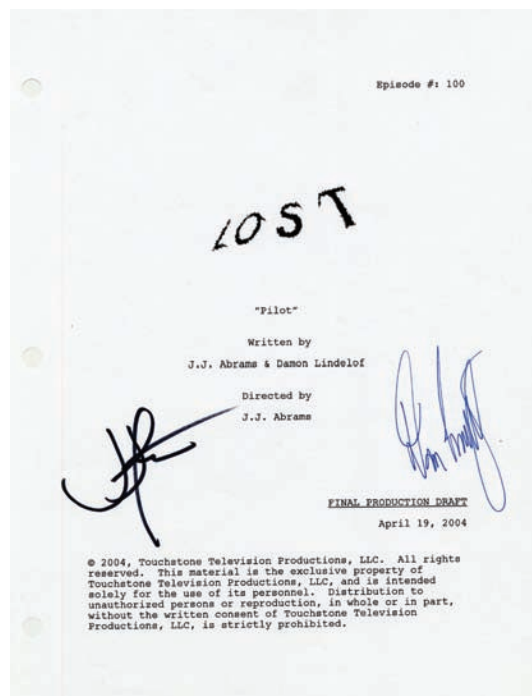 Episode #: 100
LOST
"Pilot"
Written by
J.J. Abrams & Damon Lindelof
Directed by
J.J. Abrams
FINAL PRODUCTION DRAFT
April 19, 2004
© 2004, Touchstone Television Productions, LLC. All rights
reserved. This material is the exclusive property of
Touchstone Television Productions, LLC, and is intended
solely for the use of its personnel. Distribution to
unauthorized persons or reproduction, in whole or in part,
without the written consent of Touchstone Television
Productions, LLC, is strictly prohibited.